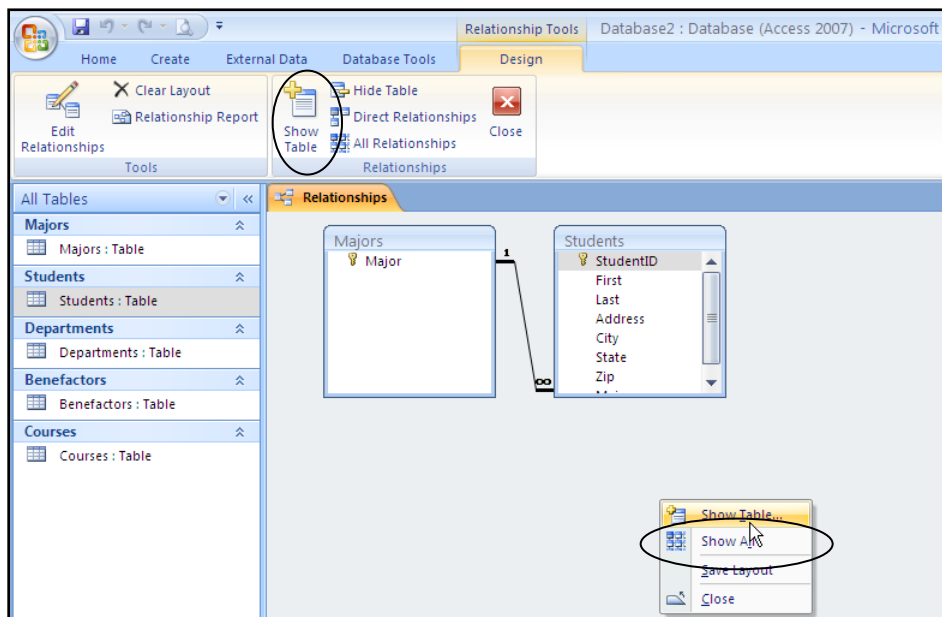 Relationship Tools
Database2 : Database (Access 2007) - Microsoft
Home Create External Data Database Tools Design
Edit Relationships
Clear Layout
Relationship Report
Tools
Show Table
Hide Table
Direct Relationships
All Relationships
Close
Relationships
All Tables
Majors
Majors : Table
Students
Students : Table
Departments
Departments : Table
Benefactors
Benefactors : Table
Courses
Courses : Table
Relationships
Majors
Major
1
∞
Students
StudentID
First
Last
Address
City
State
Zip
Show Table...
Show All
Save Layout
Close